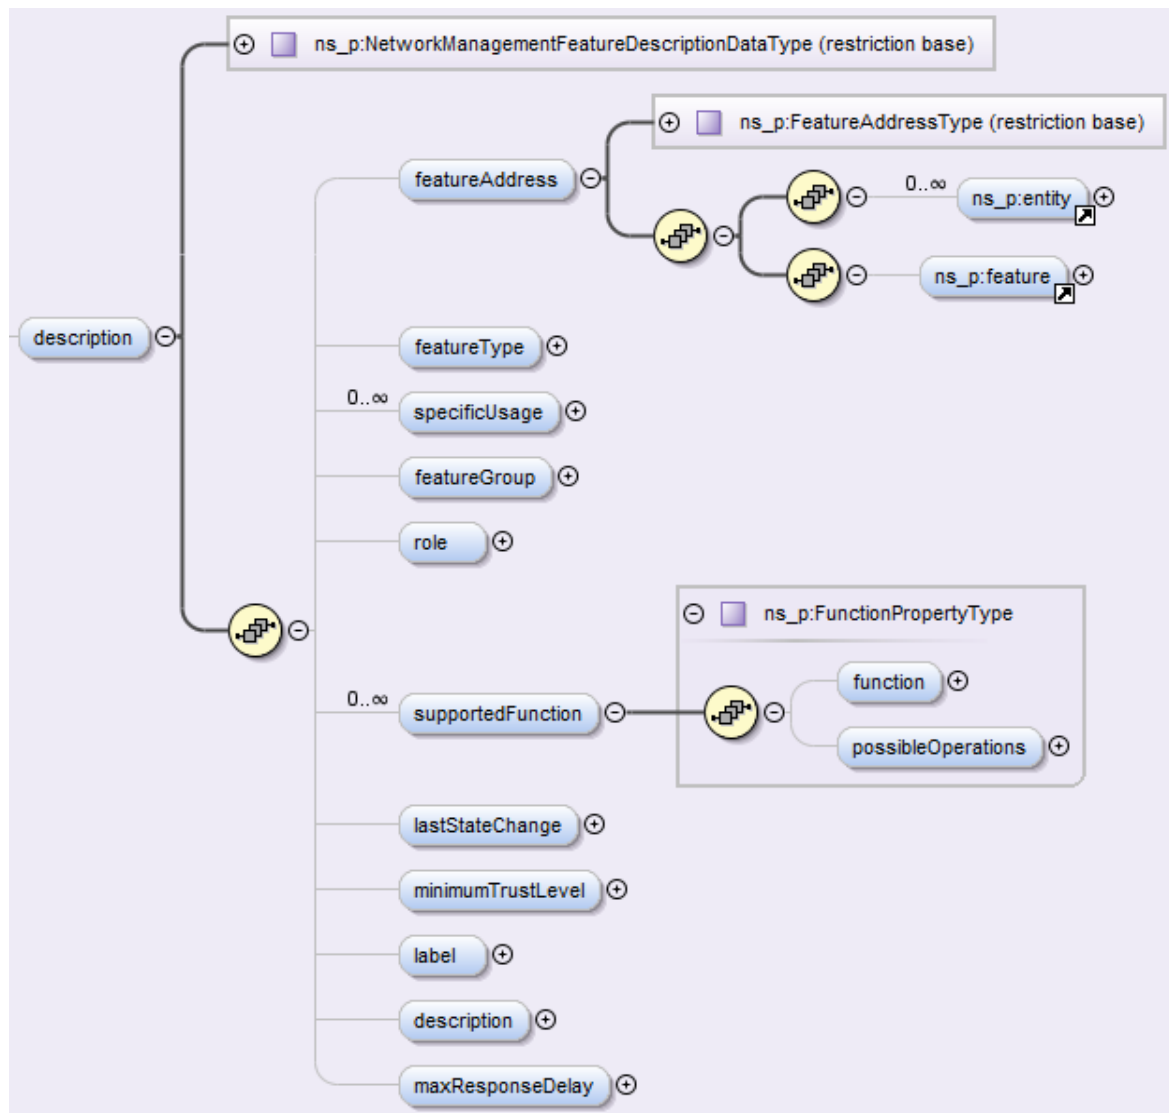 ns_p:NetworkManagementFeatureDescriptionDataType (restriction base)
ns_p:FeatureAddressType (restriction base)
featureAddress
0..∞
ns_p:entity
ns_p:feature
description
featureType
0..∞
specificUsage
featureGroup
role
ns_p:FunctionPropertyType
function
0..∞
supportedFunction
possibleOperations
lastStateChange
minimumTrustLevel
label
description
maxResponseDelay